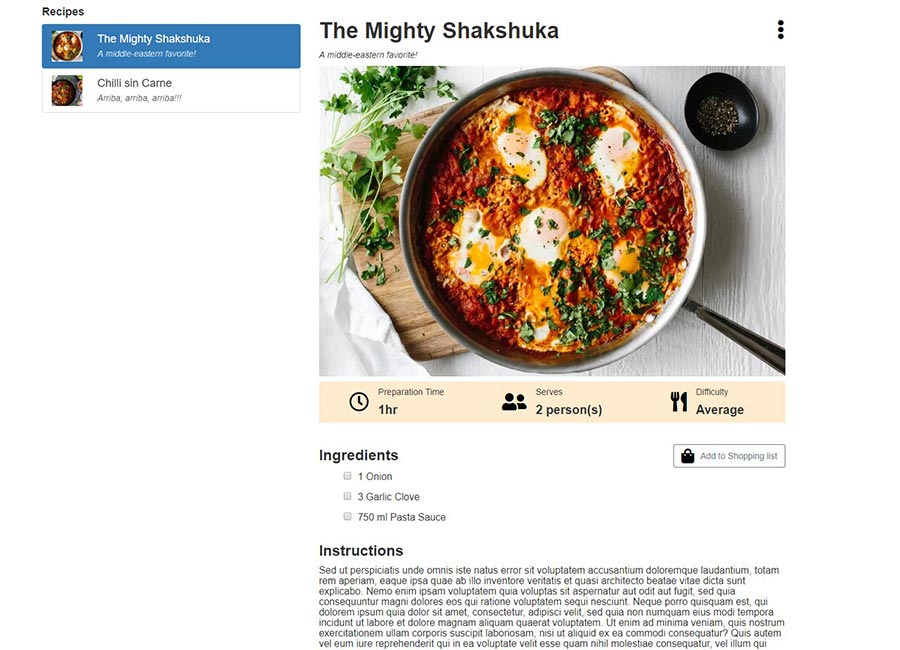 Recipes
The Mighty Shakshuka
A middle-eastern favorite!
Chilli sin Carne
Arriba, arriba, arriba!!!
The Mighty Shakshuka
A middle-eastern favorite!
Preparation Time
1hr
Serves
2 person(s)
Difficulty
Average
Ingredients
Add to Shopping list
1 Onion
3 Garlic Clove
750 ml Pasta Sauce
Instructions
Sed ut perspiciatis unde omnis iste natus error sit voluptatem accusantium doloremque laudantium, totam
rem aperiam, eaque ipsa quae ab illo inventore veritatis et quasi architecto beatae vitae dicta sunt
explicabo. Nemo enim ipsam voluptatem quia voluptas sit aspernatur aut odit aut fugit, sed quia
consequuntur magni dolores eos qui ratione voluptatem sequi nesciunt. Neque porro quisquam est, qui
dolorem ipsum quia dolor sit amet, consectetur, adipisci velit, sed quia non numquam eius modi tempora
incidunt ut labore et dolore magnam aliquam quaerat voluptatem. Ut enim ad minima veniam, quis nostrum
exercitationem ullam corporis suscipit laboriosam, nisi ut aliquid ex ea commodi consequatur? Quis autem
vel eum iure reprehenderit qui in ea voluptate velit esse quam nihil molestiae consequatur, vel illum qui